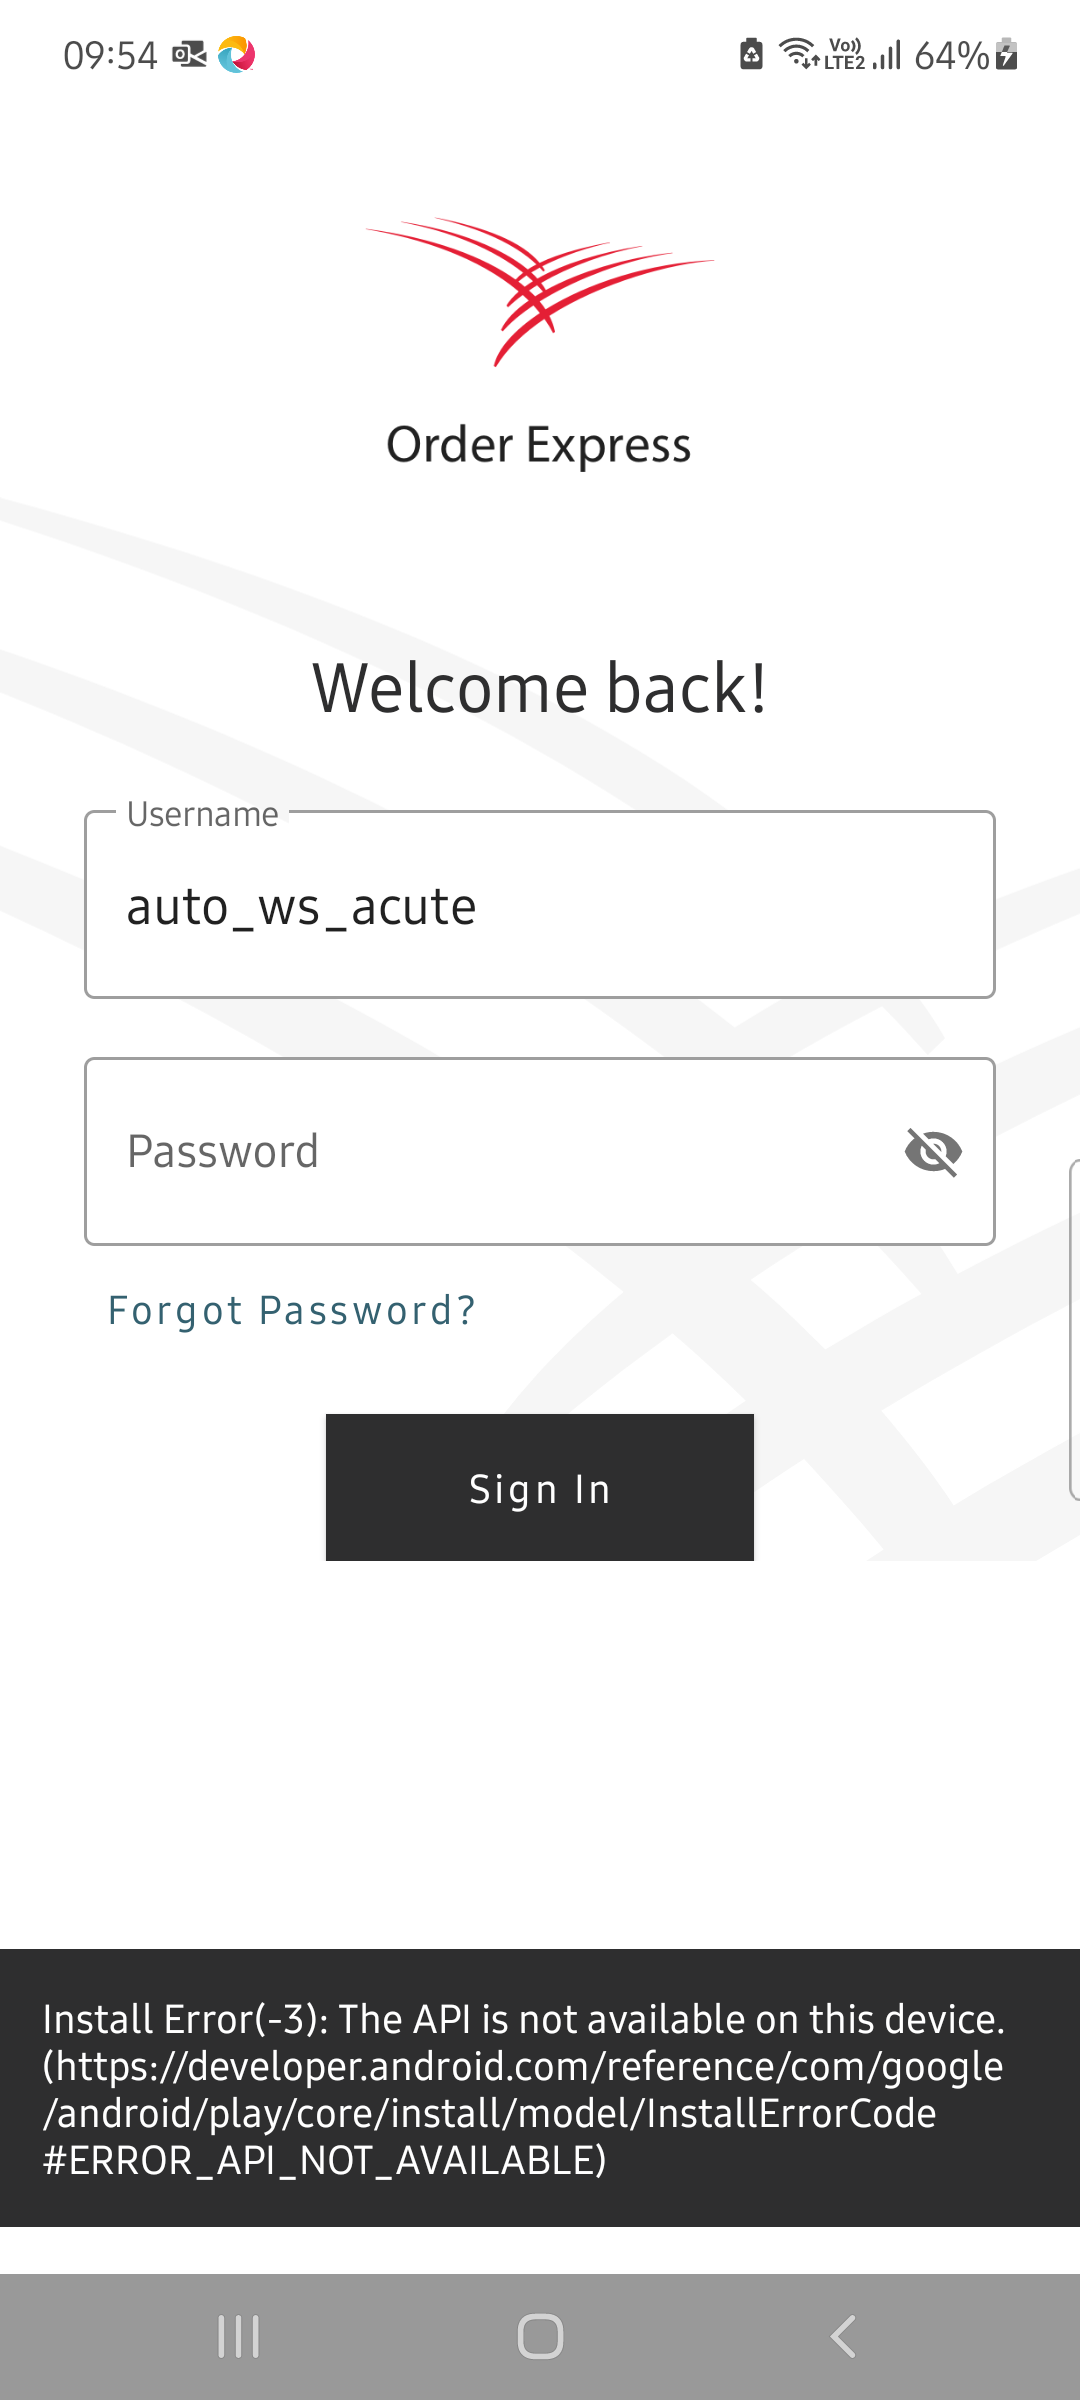 09:54
Vo)) LTE2 64%
Order Express
Welcome back!
Username
auto_ws_acute
Password
Forgot Password?
Sign In
Install Error(-3): The API is not available on this device.
(https://developer.android.com/reference/com/google
/android/play/core/install/model/InstallErrorCode
#ERROR_API_NOT_AVAILABLE)